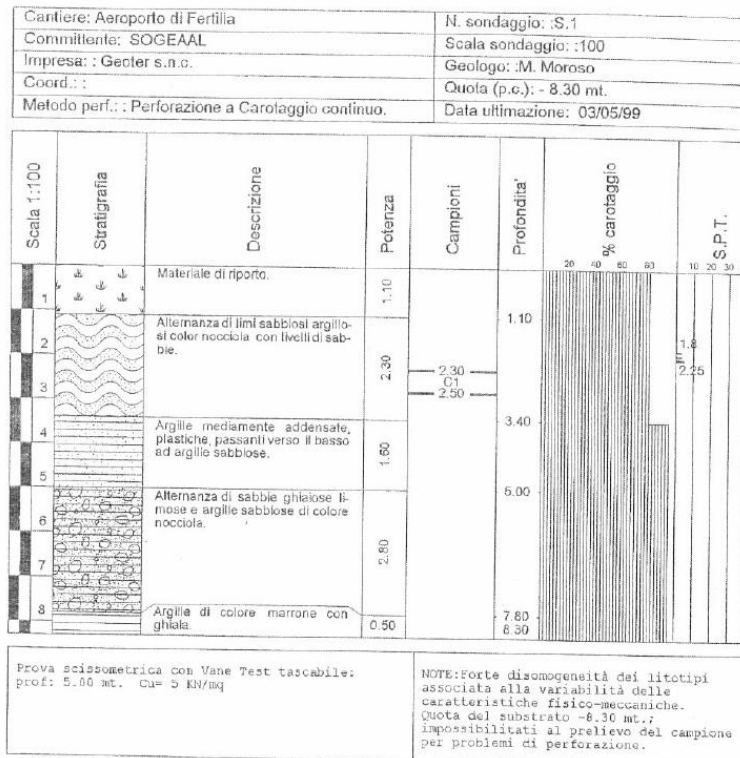 Cantiere: Aeroporto di Fertilia
Committente: SOGEAAL
Impresa: : Geoter s.n.c.
Coord.: :
Metodo perf.: : Perforazione a Carotaggio continuo.
N. sondaggio: :S.1
Scala sondaggio: :100
Geologo: :M. Moroso
Quota (p.c.): - 8.30 mt.
Data ultimazione: 03/05/99
Scala 1:100
Stratigrafia
Descrizione
Potenza
Campioni
Profondita'
% carotaggio
S.P.T.
20 40 60 80
10 20 30
1
2
3
4
5
6
7
8
Materiale di riporto.
Alternanza di limi sabbiosi argillo-
si color nocciola con livelli di sab-
bie.
Argille mediamente addensate,
plastiche, passanti verso il basso
ad argille sabbiose.
Alternanza di sabbie ghiaiose li-
mose e argille sabbiose di colore
nocciola.
Argille di colore marrone con
ghiaia.
1.10
2.30
1.60
2.80
0.50
2.30
C1
2.50
1.10
3.40
5.00
7.80
8.30
1.8
2.25
Prova scissometrica con Vane Test tascabile:
prof: 5.00 mt. Cu= 5 KN/mq
NOTE:Forte disomogeneità dei litotipi
associata alla variabilità delle
caratteristiche fisico-meccaniche.
Quota del substrato -8.30 mt.;
impossibilitati al prelievo del campione
per problemi di perforazione.